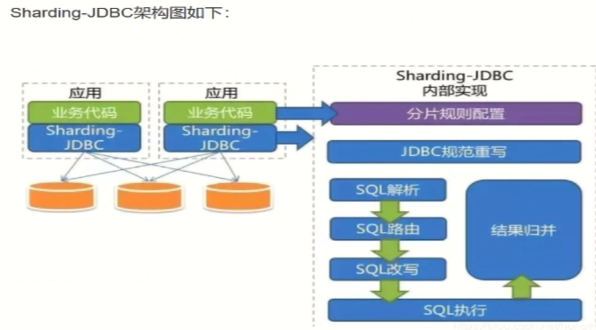 Sharding-JDBC架构图如下：
应用
业务代码
Sharding-
JDBC
应用
业务代码
Sharding-
JDBC
Sharding-JDBC
内部实现
分片规则配置
JDBC规范重写
SQL解析
SQL路由
SQL改写
结果归并
SQL执行